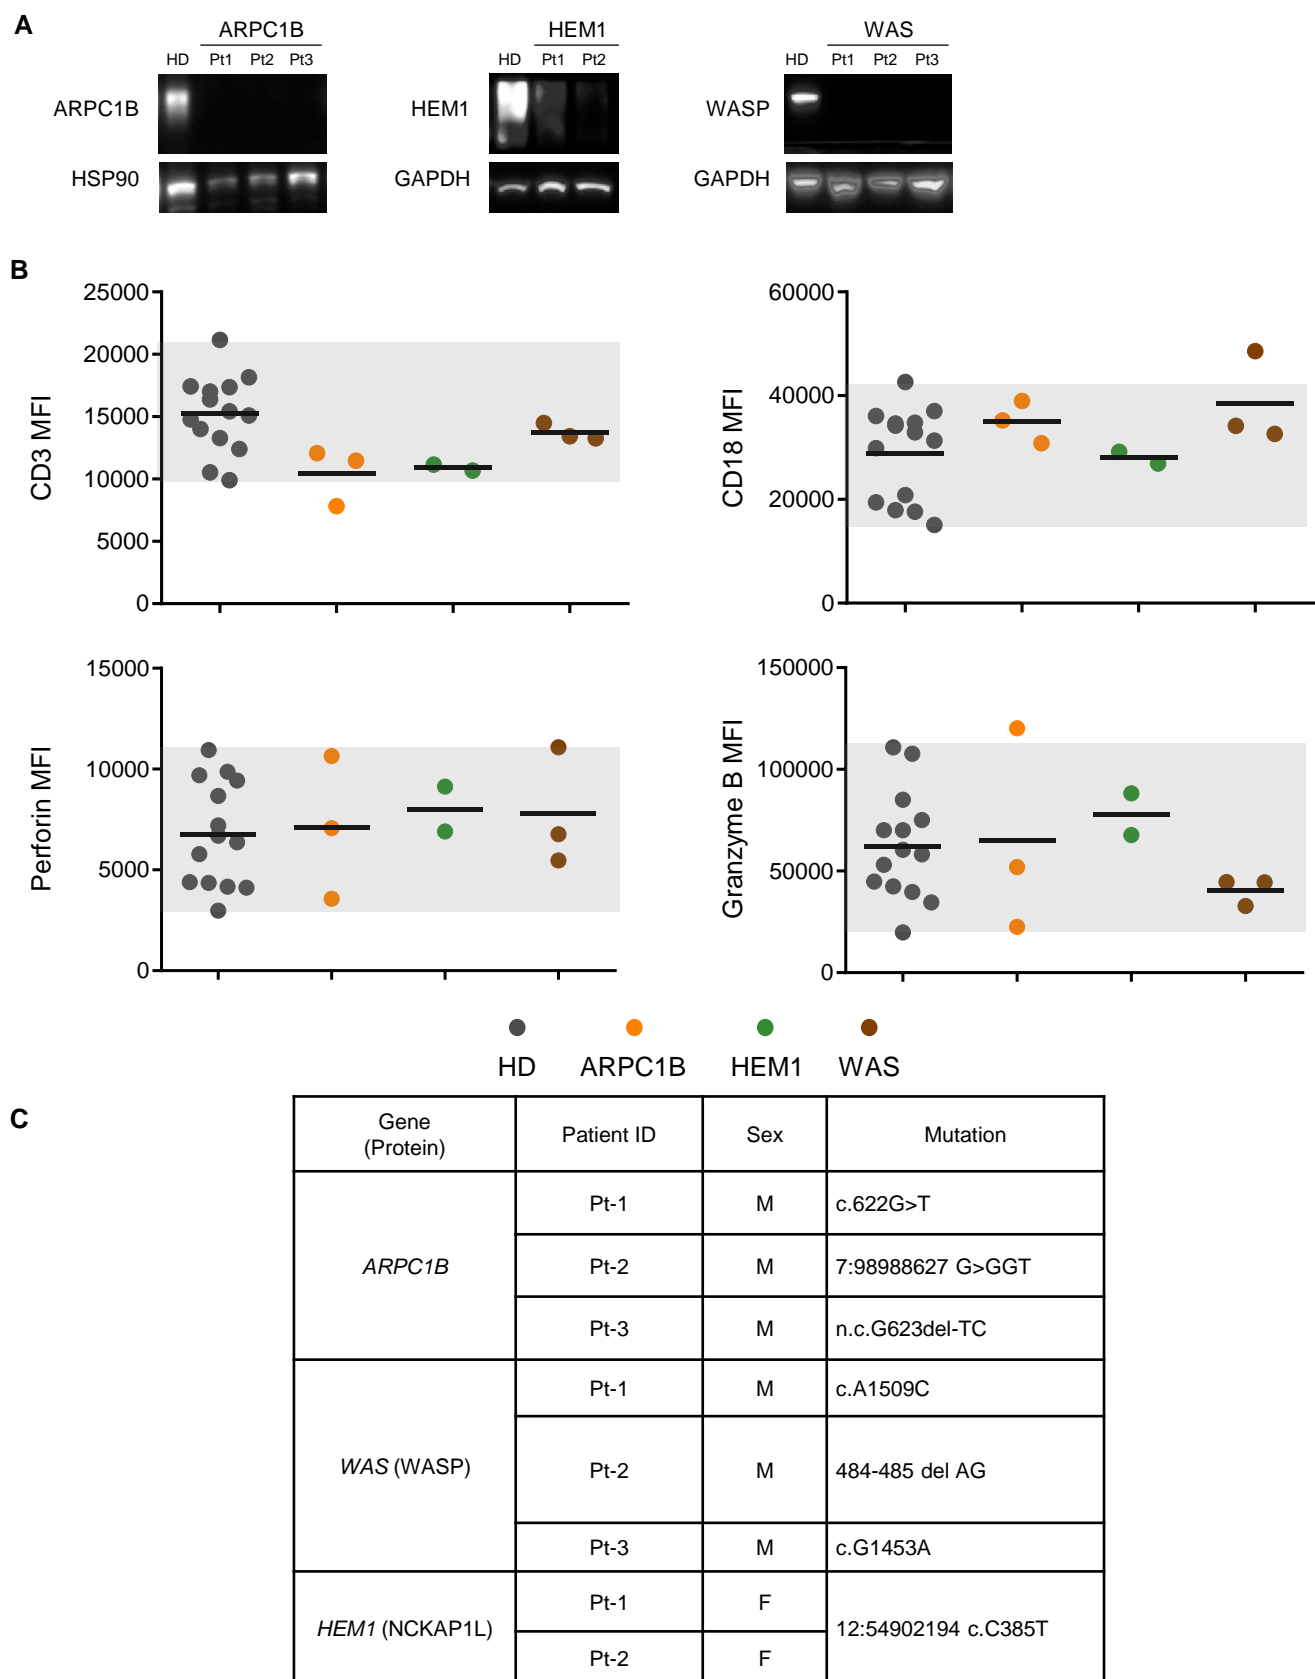 A
ARPC1B
HD Pt1 Pt2 Pt3
ARPC1B
HSP90
HEM1
HD Pt1 Pt2
HEM1
GAPDH
WAS
HD Pt1 Pt2 Pt3
WASP
GAPDH
B
CD3 MFI
25000
20000
15000
10000
5000
0
CD18 MFI
60000
40000
20000
0
Perforin MFI
15000
10000
5000
0
Granzyme B MFI
150000
100000
50000
0
HD ARPC1B HEM1 WAS
C
Gene
(Protein)
Patient ID
Sex
Mutation
ARPC1B
Pt-1 M c.622G>T
Pt-2 M 7:98988627 G>GGT
Pt-3 M n.c.G623del-TC
WAS (WASP)
Pt-1 M c.A1509C
Pt-2 M 484-485 del AG
Pt-3 M c.G1453A
HEM1 (NCKAP1L)
Pt-1 F
12:54902194 c.C385T
Pt-2 F